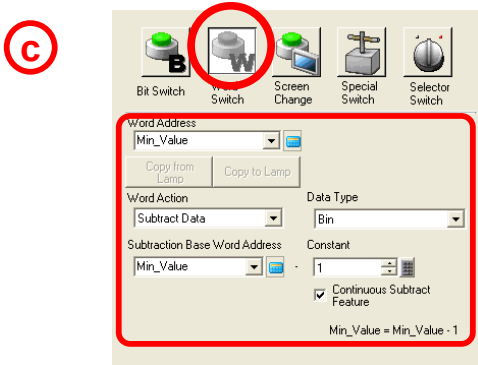 c
B
W
Bit Switch
Word Switch
Screen Change
Special Switch
Selector Switch
Word Address
Min_Value
Copy from Lamp
Copy to Lamp
Word Action
Data Type
Subtract Data
Bin
Subtraction Base Word Address
Constant
Min_Value
-
1
Continuous Subtract
Feature
Min_Value = Min_Value - 1